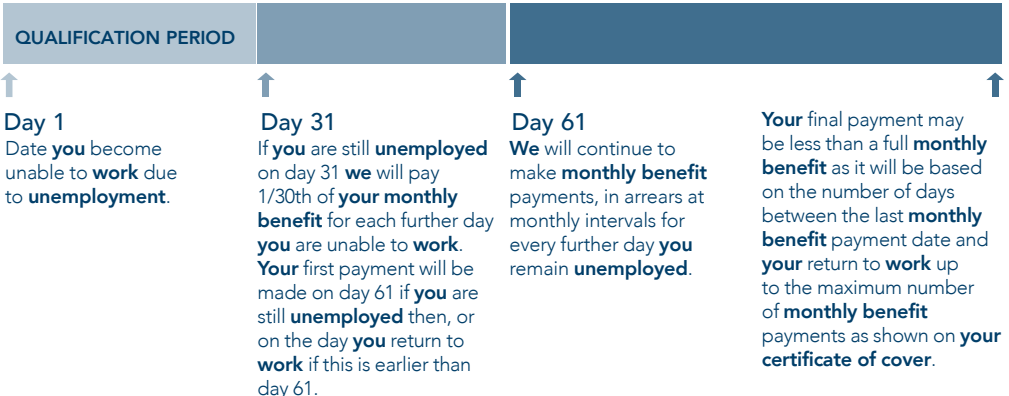 QUALIFICATION PERIOD
Day 1
Date you become
unable to work due
to unemployment.
Day 31
If you are still unemployed
on day 31 we will pay
1/30th of your monthly
benefit for each further day
you are unable to work.
Your first payment will be
made on day 61 if you are
still unemployed then, or
on the day you return to
work if this is earlier than
day 61.
Day 61
We will continue to
make monthly benefit
payments, in arrears at
monthly intervals for
every further day you
remain unemployed.
Your final payment may
be less than a full monthly
benefit as it will be based
on the number of days
between the last monthly
benefit payment date and
your return to work up
to the maximum number
of monthly benefit
payments as shown on your
certificate of cover.